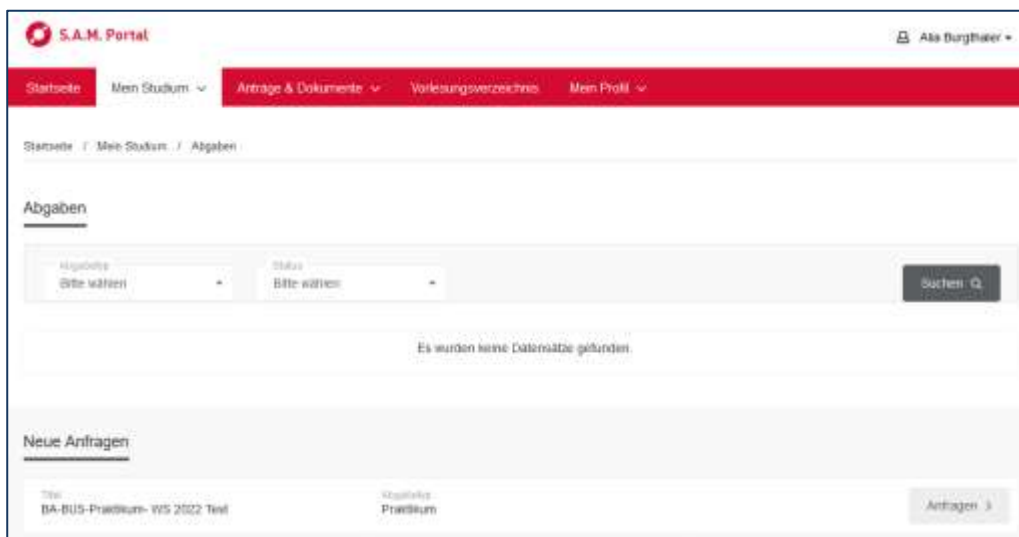 S.A.M. Portal
Alia Burgthaler
Startseite Mein Studium Anträge & Dokumente Vorlesungsverzeichnis Mein Profil
Startseite / Mein Studium / Abgaben
Abgaben
Abgabetyp Status
Bitte wählen Bitte wählen Suchen
Es wurden keine Datensätze gefunden
Neue Anfragen
Titel Abgabetyp
BA-BUS-Praktikum- WS 2022 Test Praktikum Anfragen